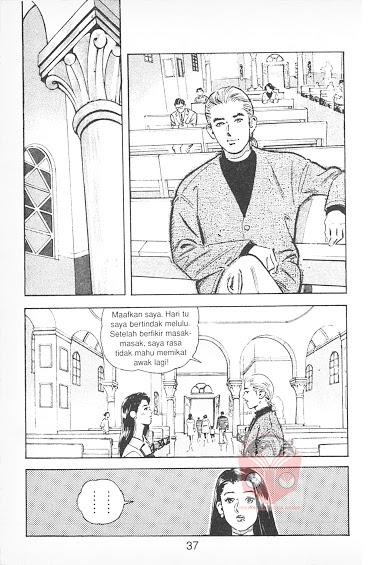 Maafkan saya. Hari tu
saya bertindak melulu.
Setelah berfikir masak-
masak, saya rasa
tidak mahu memikat
awak lagi!
......
37